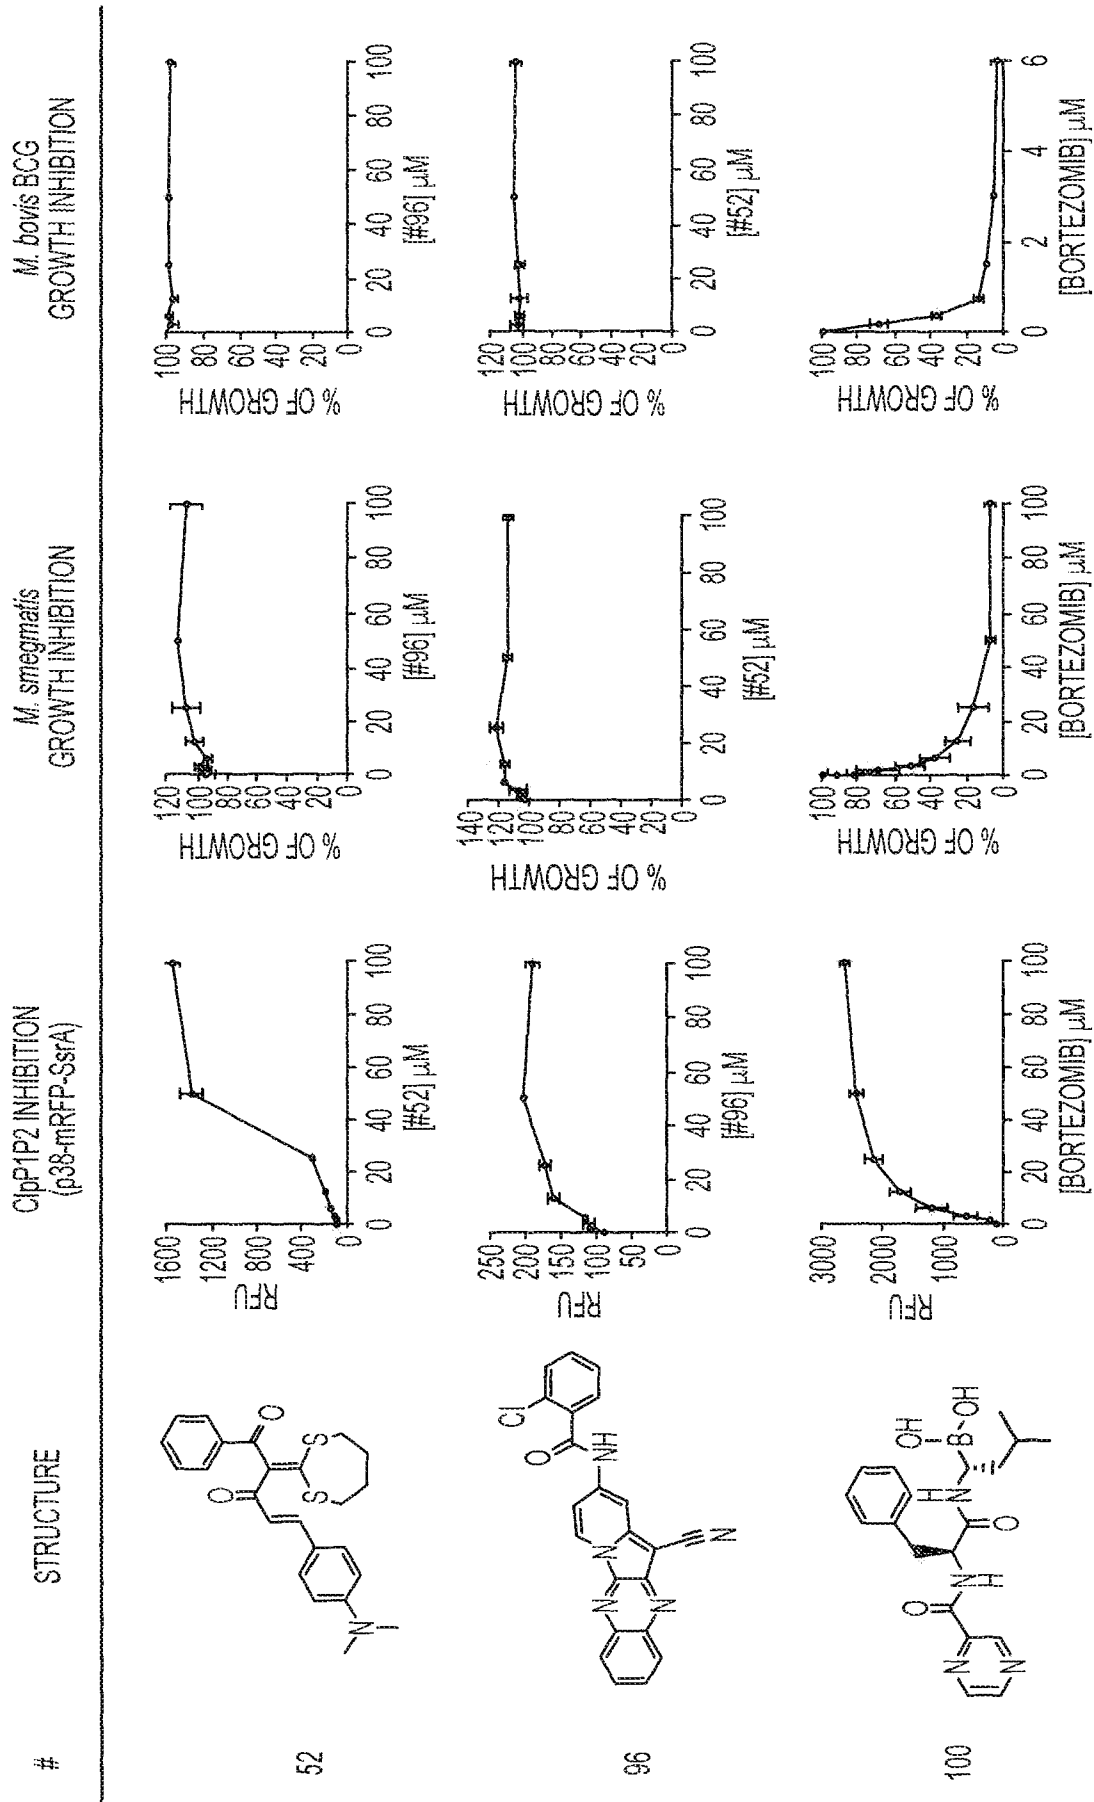 # STRUCTURE ClpP1P2 INHIBITION (p38-mRFP-SsrA) M. smegmatis GROWTH INHIBITION M. bovis BCG GROWTH INHIBITION
52
O
O
S
S
N
RFU
1600
1200
800
400
0
0 20 40 60 80 100
[#52] µM
% OF GROWTH
120
100
80
60
40
20
0
0 20 40 60 80 100
[#96] µM
% OF GROWTH
100
80
60
40
20
0
0 20 40 60 80 100
[#96] µM
96
Cl
O
NH
N
N
N
N
RFU
250
200
150
100
50
0
0 20 40 60 80 100
[#96] µM
% OF GROWTH
140
120
100
80
60
40
20
0
0 20 40 60 80 100
[#52] µM
% OF GROWTH
120
100
80
60
40
20
0
0 20 40 60 80 100
[#52] µM
100
N
N
O
N
H
O
H
N
B
OH
OH
RFU
3000
2000
1000
0
0 20 40 60 80 100
[BORTEZOMIB] µM
% OF GROWTH
100
80
60
40
20
0
0 20 40 60 80 100
[BORTEZOMIB] µM
% OF GROWTH
100
80
60
40
20
0
0 2 4 6
[BORTEZOMIB] µM